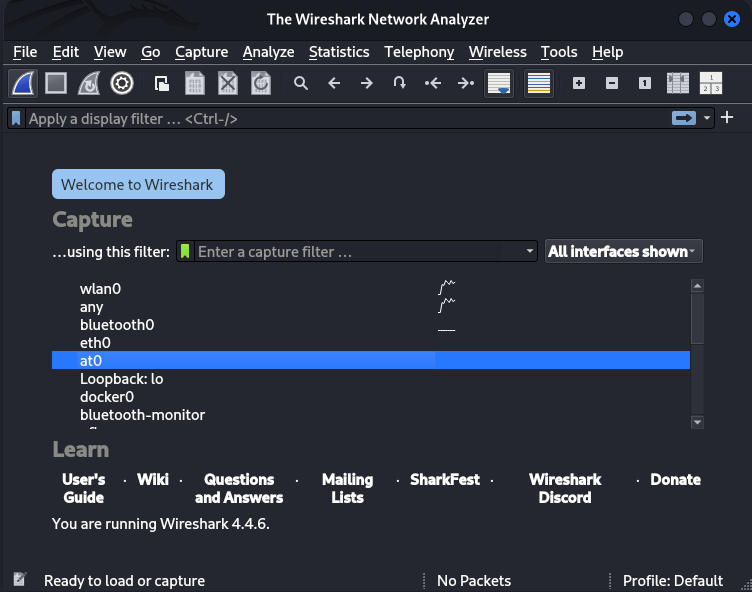 The Wireshark Network Analyzer
File Edit View Go Capture Analyze Statistics Telephony Wireless Tools Help
Apply a display filter … <Ctrl-/>
Welcome to Wireshark
Capture
…using this filter: Enter a capture filter … All interfaces shown
wlan0
any
bluetooth0
eth0
at0
Loopback: lo
docker0
bluetooth-monitor
Learn
User's Guide · Wiki · Questions and Answers · Mailing Lists · SharkFest · Wireshark Discord · Donate
You are running Wireshark 4.4.6.
Ready to load or capture No Packets Profile: Default